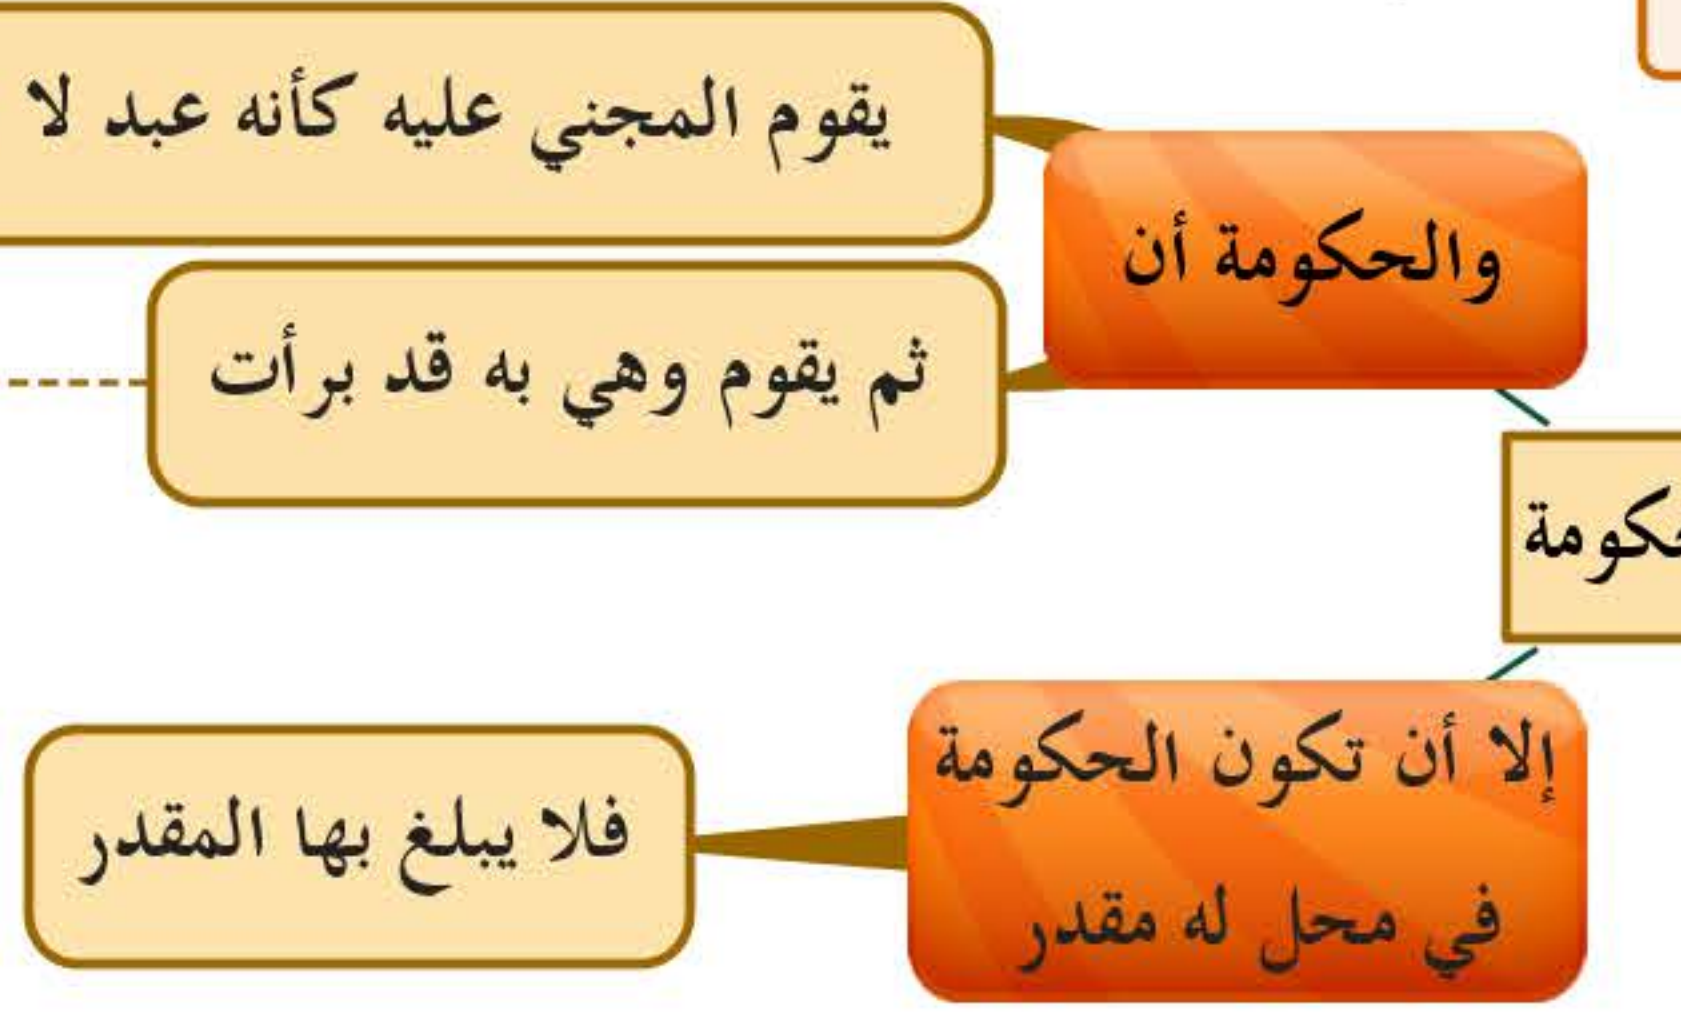 والحكومة أن
يقوم المجني عليه كأنه عبد لا
ثم يقوم وهي به قد برأت
إلا أن تكون الحكومة
في محل له مقدر
فلا يبلغ بها المقدر